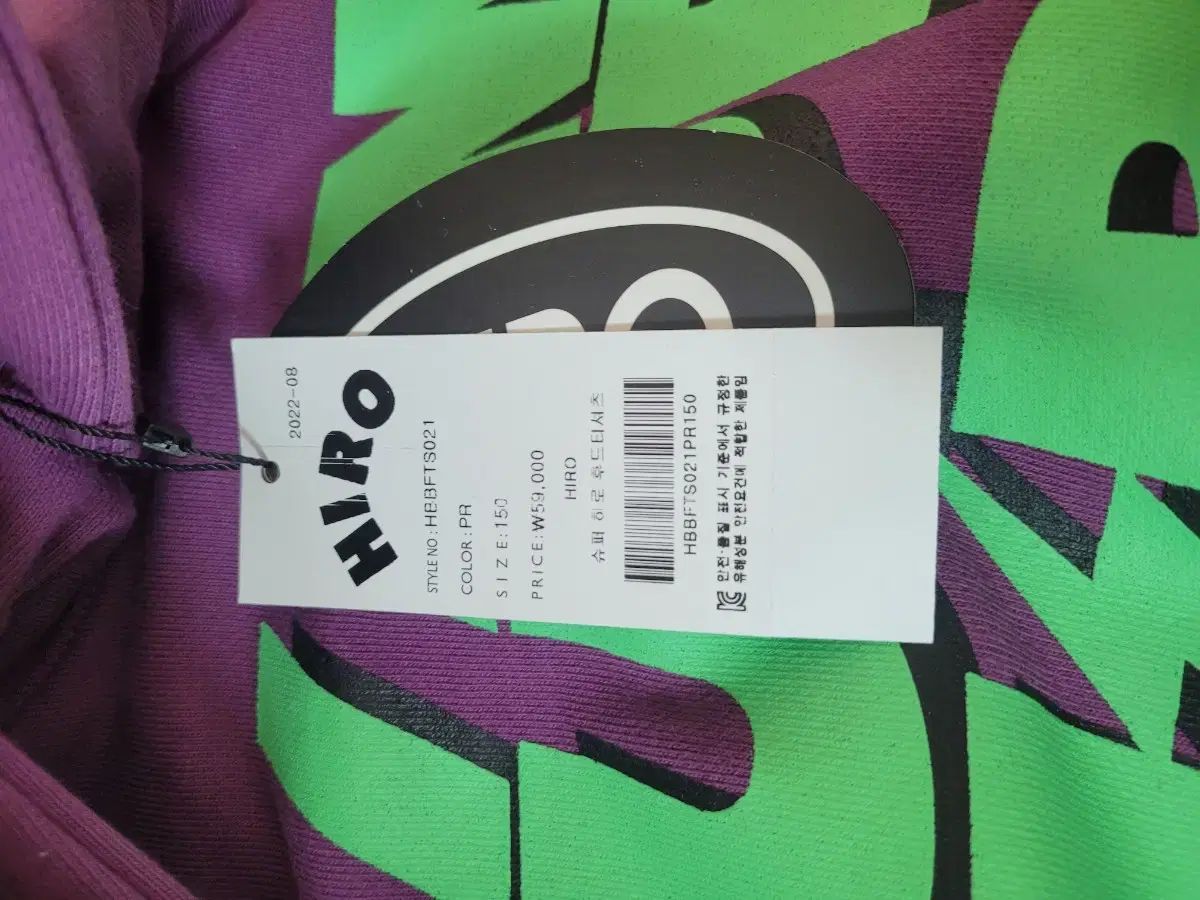 2022-08
HIRO
STYLE NO : HBBFTS021
COLOR : PR
S I Z E : 150
P R I C E : W59,000
HIRO
슈퍼 히로 후드티셔츠
HBBFTS021PR150
안전·품질 표시 기준에서 규정한
유해성분 안전요건에 적합한 제품임